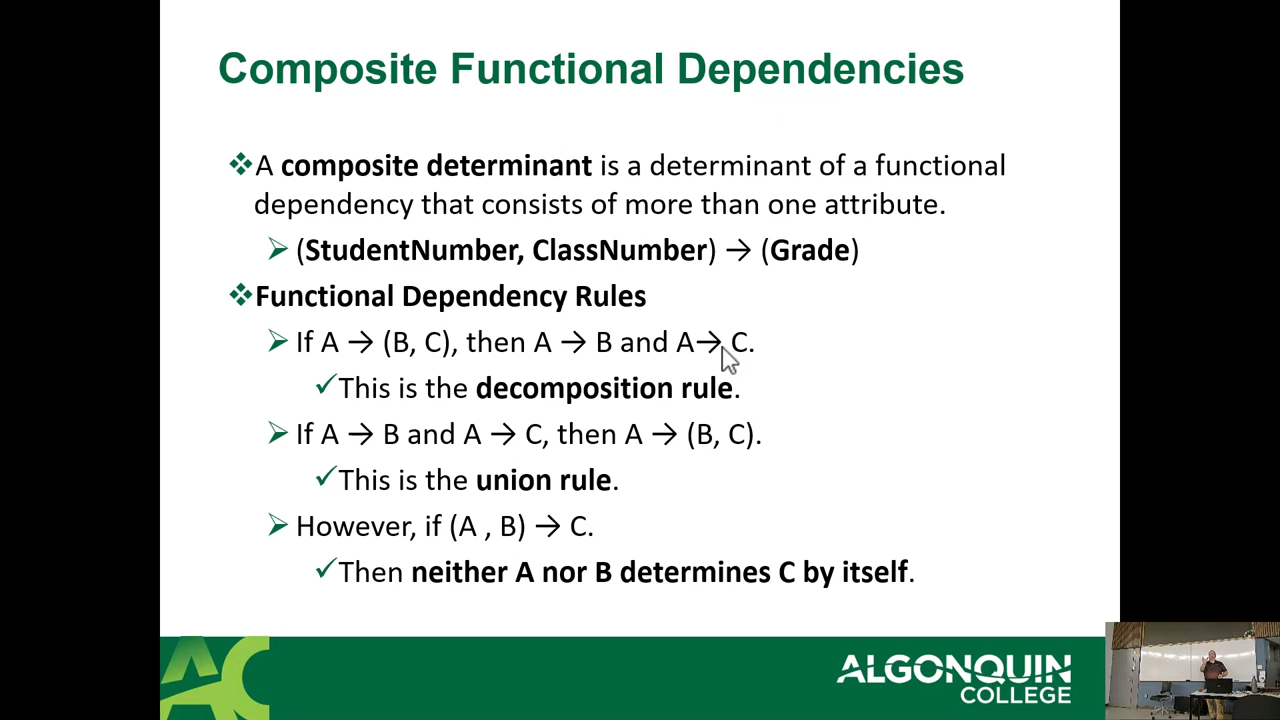 Composite Functional Dependencies
A composite determinant is a determinant of a functional
dependency that consists of more than one attribute.
(StudentNumber, ClassNumber) → (Grade)
Functional Dependency Rules
If A → (B, C), then A → B and A→ C.
This is the decomposition rule.
If A → B and A → C, then A → (B, C).
This is the union rule.
However, if (A , B) → C.
Then neither A nor B determines C by itself.
AC
ALGONQUIN
COLLEGE